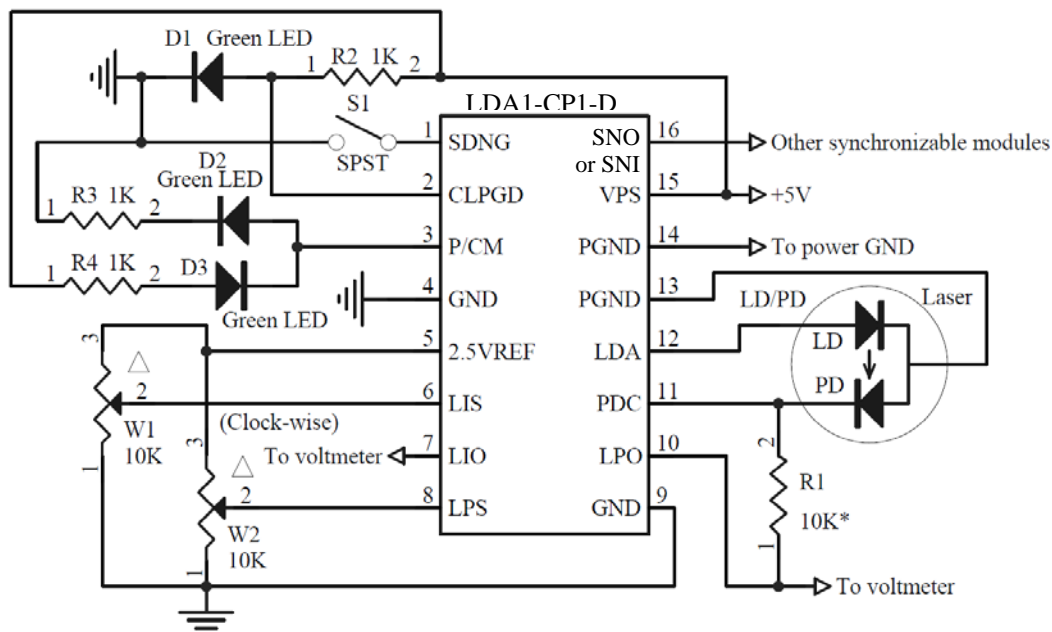 D1 Green LED
1 R2 1K 2
S1
SPST
LDA1-CP1-D
1 SDNG
2 CLPGD
3 P/CM
4 GND
5 2.5VREF
6 LIS
7 LIO
8 LPS
SNO 16
or SNI
VPS 15
PGND 14
PGND 13
LDA 12
PDC 11
LPO 10
GND 9
Other synchronizable modules
+5V
To power GND
D2
Green LED
1 R3 1K 2
1 R4 1K 2
D3
Green LED
LD/PD
Laser
LD
PD
3
2
W1
10K
1
(Clock-wise)
To voltmeter
3
2
W2
10K
1
2
R1
10K*
1
To voltmeter